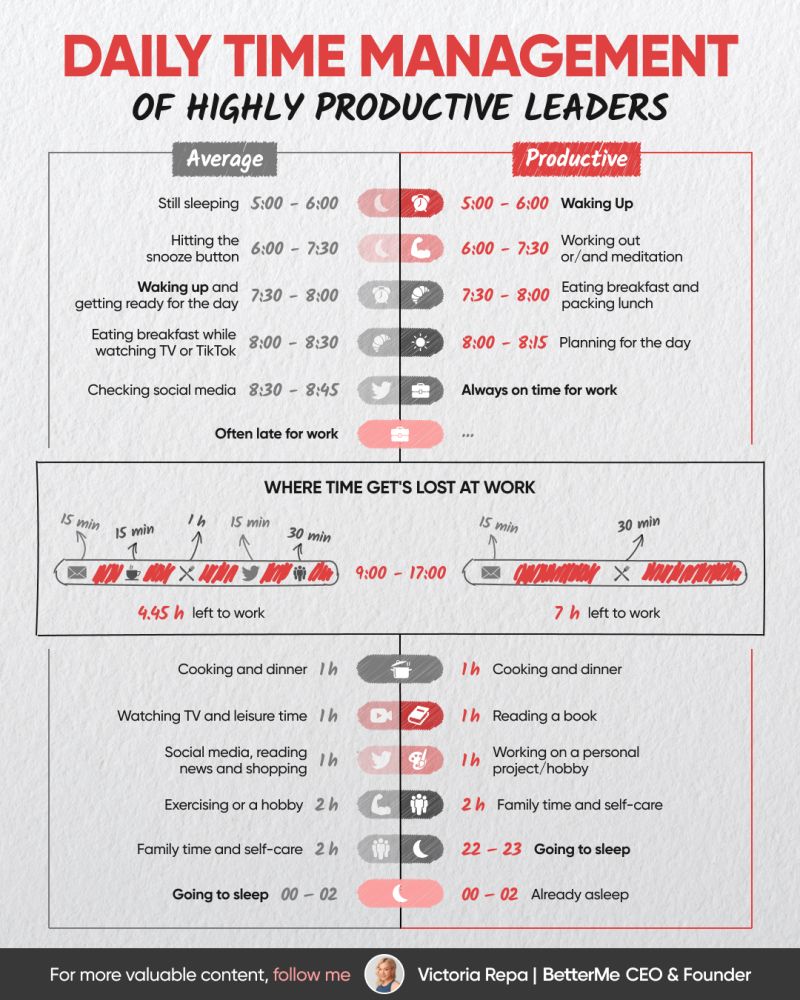 DAILY TIME MANAGEMENT
OF HIGHLY PRODUCTIVE LEADERS
Average
Productive
Still sleeping 5:00 - 6:00
5:00 - 6:00 Waking Up
Hitting the
snooze button 6:00 - 7:30
6:00 - 7:30 Working out
or/and meditation
Waking up and
getting ready for the day 7:30 - 8:00
7:30 - 8:00 Eating breakfast and
packing lunch
Eating breakfast while
watching TV or TikTok 8:00 - 8:30
8:00 - 8:15 Planning for the day
Checking social media 8:30 - 8:45
Always on time for work
Often late for work
...
WHERE TIME GET'S LOST AT WORK
15 min
15 min
1 h
15 min
30 min
15 min
30 min
9:00 - 17:00
4.45 h left to work
7 h left to work
Cooking and dinner 1 h
1 h Cooking and dinner
Watching TV and leisure time 1 h
1 h Reading a book
Social media, reading
news and shopping 1 h
1 h Working on a personal
project/hobby
Exercising or a hobby 2 h
2 h Family time and self-care
Family time and self-care 2 h
22 - 23 Going to sleep
Going to sleep 00 - 02
00 - 02 Already asleep
For more valuable content, follow me
Victoria Repa | BetterMe CEO & Founder